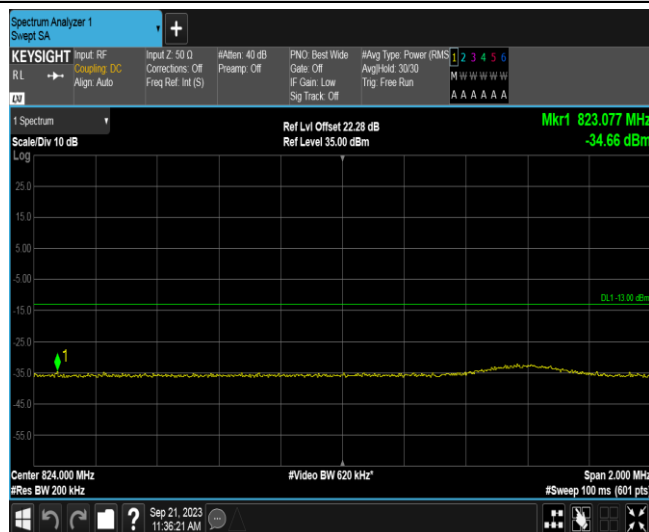 Spectrum Analyzer 1
Swept SA
+
KEYSIGHT
RL
LXI
Input: RF
Coupling: DC
Align: Auto
Input Z: 50 Ω
Corrections: Off
Freq Ref: Int (S)
#Atten: 40 dB
Preamp: Off
PNO: Best Wide
Gate: Off
IF Gain: Low
Sig Track: Off
#Avg Type: Power (RMS
Avg|Hold: 30/30
Trig: Free Run
1 2 3 4 5 6
M W W W W W
A A A A A A
1 Spectrum
Scale/Div 10 dB
Log
Ref Lvl Offset 22.28 dB
Ref Level 35.00 dBm
Mkr1 823.077 MHz
-34.66 dBm
25.0
15.0
5.00
-5.00
DL1 -13.00 dBm
-15.0
-25.0
1
-35.0
-45.0
-55.0
Center 824.000 MHz
#Res BW 200 kHz
#Video BW 620 kHz*
Span 2.000 MHz
#Sweep 100 ms (601 pts)
?
Sep 21, 2023
11:36:21 AM